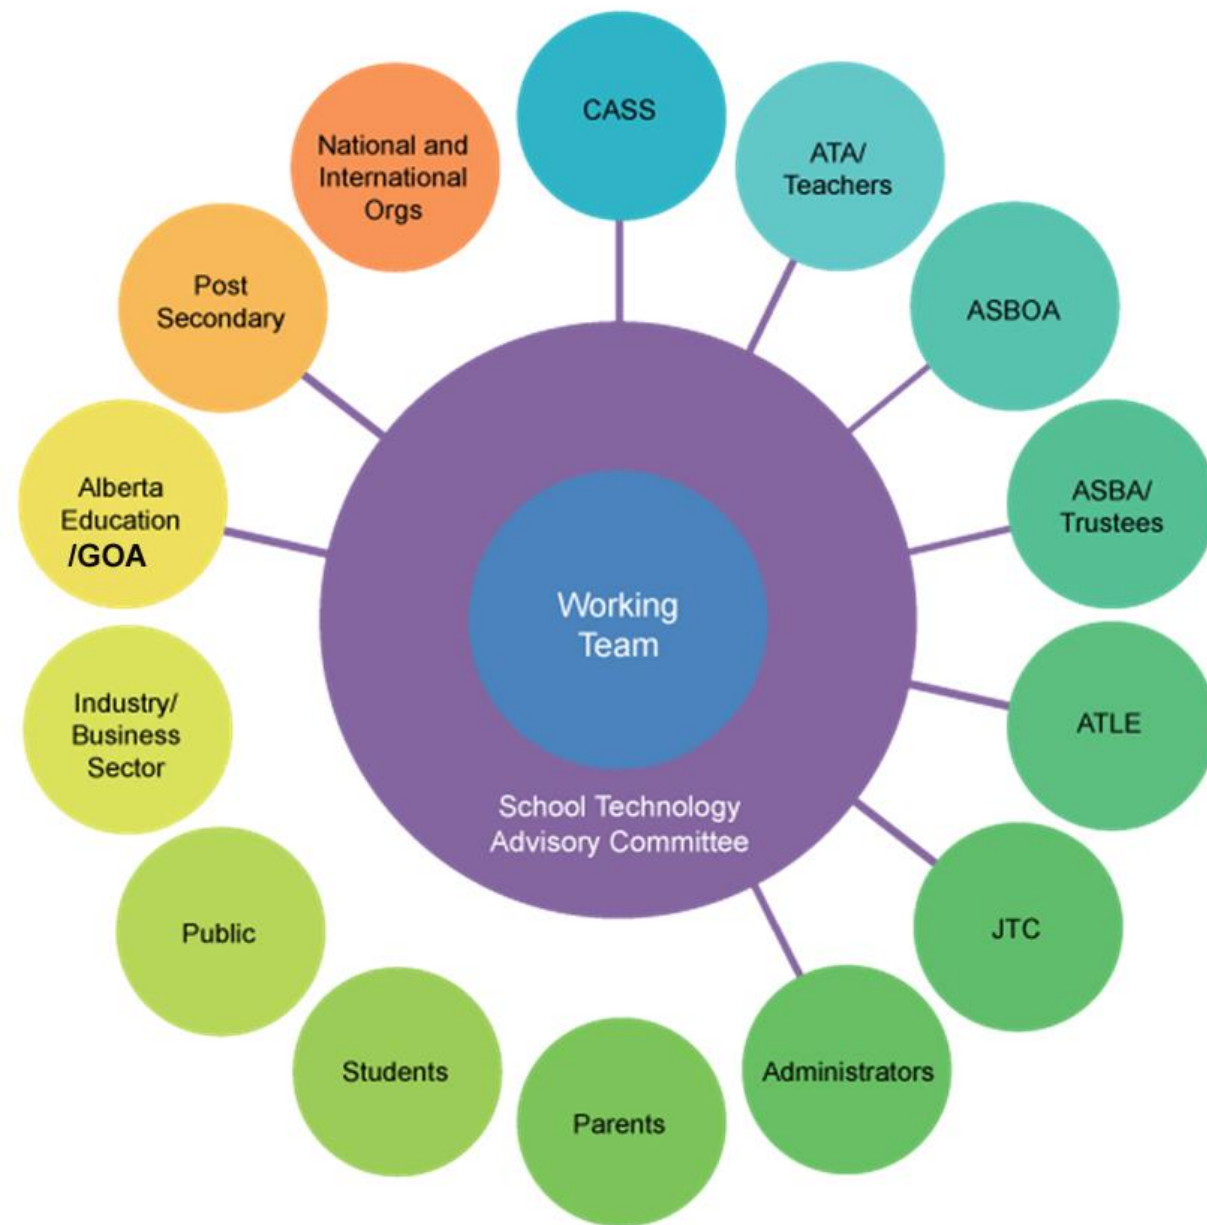 CASS
ATA/
Teachers
ASBOA
ASBA/
Trustees
ATLE
JTC
Administrators
Parents
Students
Public
Industry/
Business
Sector
Alberta
Education
/GOA
Post
Secondary
National and
International
Orgs
Working
Team
School Technology
Advisory Committee